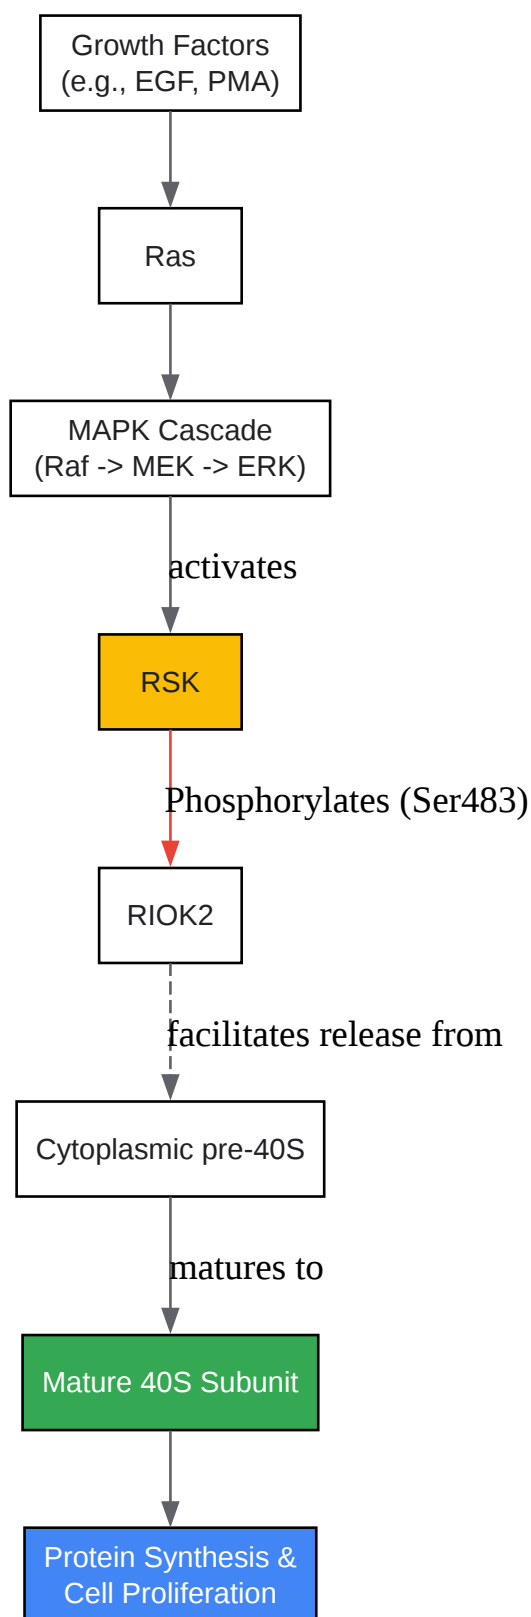 Growth Factors
(e.g., EGF, PMA)
Ras
MAPK Cascade
(Raf -> MEK -> ERK)
activates
RSK
Phosphorylates (Ser483)
RIOK2
facilitates release from
Cytoplasmic pre-40S
matures to
Mature 40S Subunit
Protein Synthesis &
Cell Proliferation